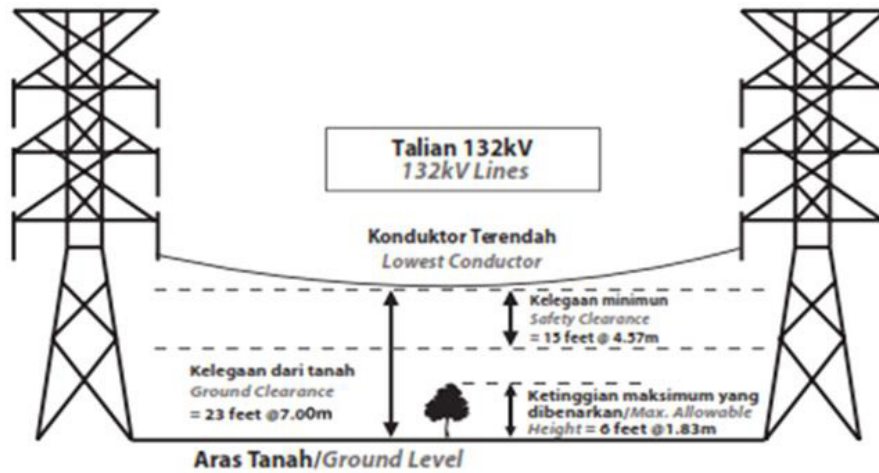 Talian 132kV
132kV Lines
Konduktor Terendah
Lowest Conductor
Kelegaan minimun
Safety Clearance
= 15 feet @ 4.57m
Kelegaan dari tanah
Ground Clearance
= 23 feet @7.00m
Ketinggian maksimum yang
dibenarkan/Max. Allowable
Height = 6 feet @1.83m
Aras Tanah/Ground Level